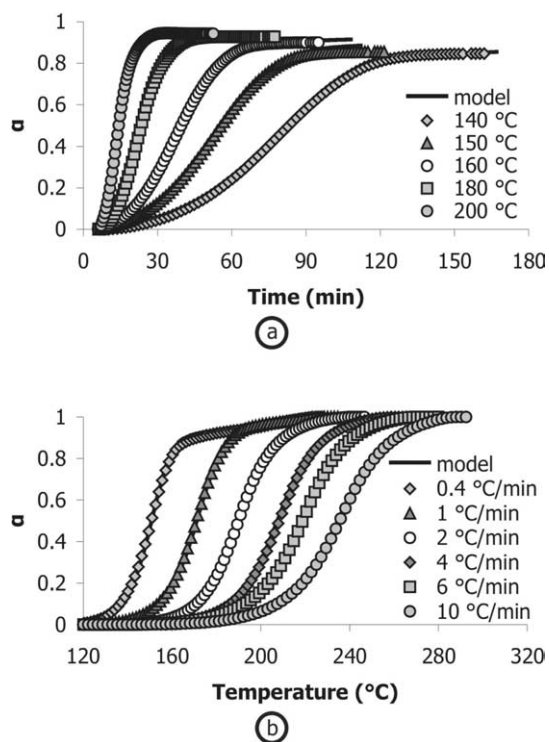 1
0.8
0.6
0.4
0.2
0
α
model
140 °C
150 °C
160 °C
180 °C
200 °C
0 30 60 90 120 150 180
Time (min)
a
1
0.8
0.6
0.4
0.2
0
α
model
0.4 °C/min
1 °C/min
2 °C/min
4 °C/min
6 °C/min
10 °C/min
120 160 200 240 280 320
Temperature (°C)
b